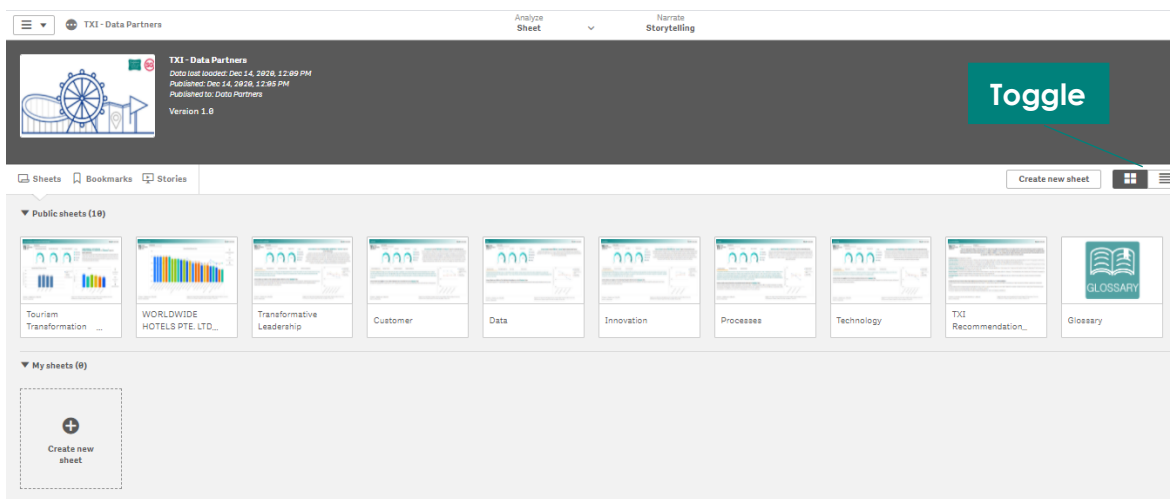 TXI - Data Partners
Analyze
Sheet
Narrate
Storytelling
TXI - Data Partners
Data last loaded: Dec 14, 2020, 12:09 PM
Published: Dec 14, 2020, 12:05 PM
Published to: Data Partners
Version 1.0
Toggle
Sheets
Bookmarks
Stories
Create new sheet
Public sheets (10)
GLOSSARY
Tourism
Transformation ...
WORLDWIDE
HOTELS PTE. LTD...
Transformative
Leadership
Customer
Data
Innovation
Processes
Technology
TXI
Recommendation...
Glossary
My sheets (0)
Create new
sheet